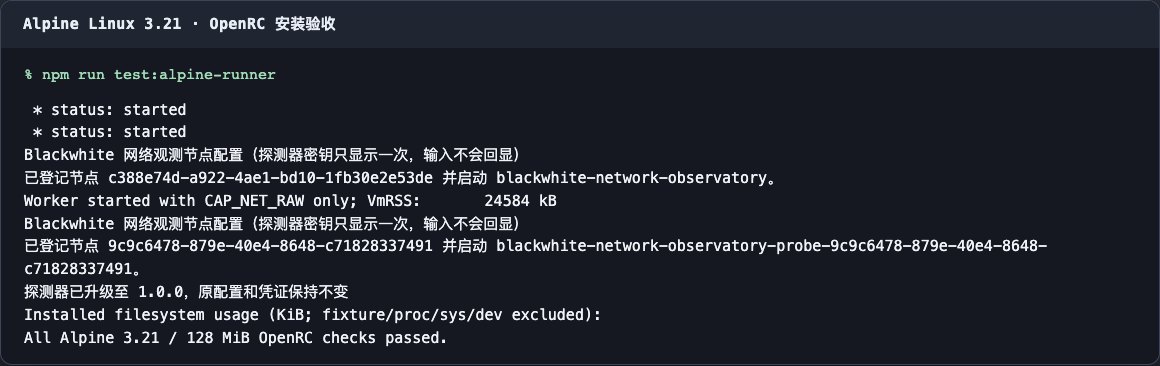 Alpine Linux 3.21 · OpenRC 安装验收
% npm run test:alpine-runner
* status: started
* status: started
Blackwhite 网络观测节点配置（探测器密钥只显示一次，输入不会回显）
已登记节点 c388e74d-a922-4ae1-bd10-1fb30e2e53de 并启动 blackwhite-network-observatory。
Worker started with CAP_NET_RAW only; VmRSS:       24584 kB
Blackwhite 网络观测节点配置（探测器密钥只显示一次，输入不会回显）
已登记节点 9c9c6478-879e-40e4-8648-c71828337491 并启动 blackwhite-network-observatory-probe-9c9c6478-879e-40e4-8648-
c71828337491。
探测器已升级至 1.0.0，原配置和凭证保持不变
Installed filesystem usage (KiB; fixture/proc/sys/dev excluded):
All Alpine 3.21 / 128 MiB OpenRC checks passed.